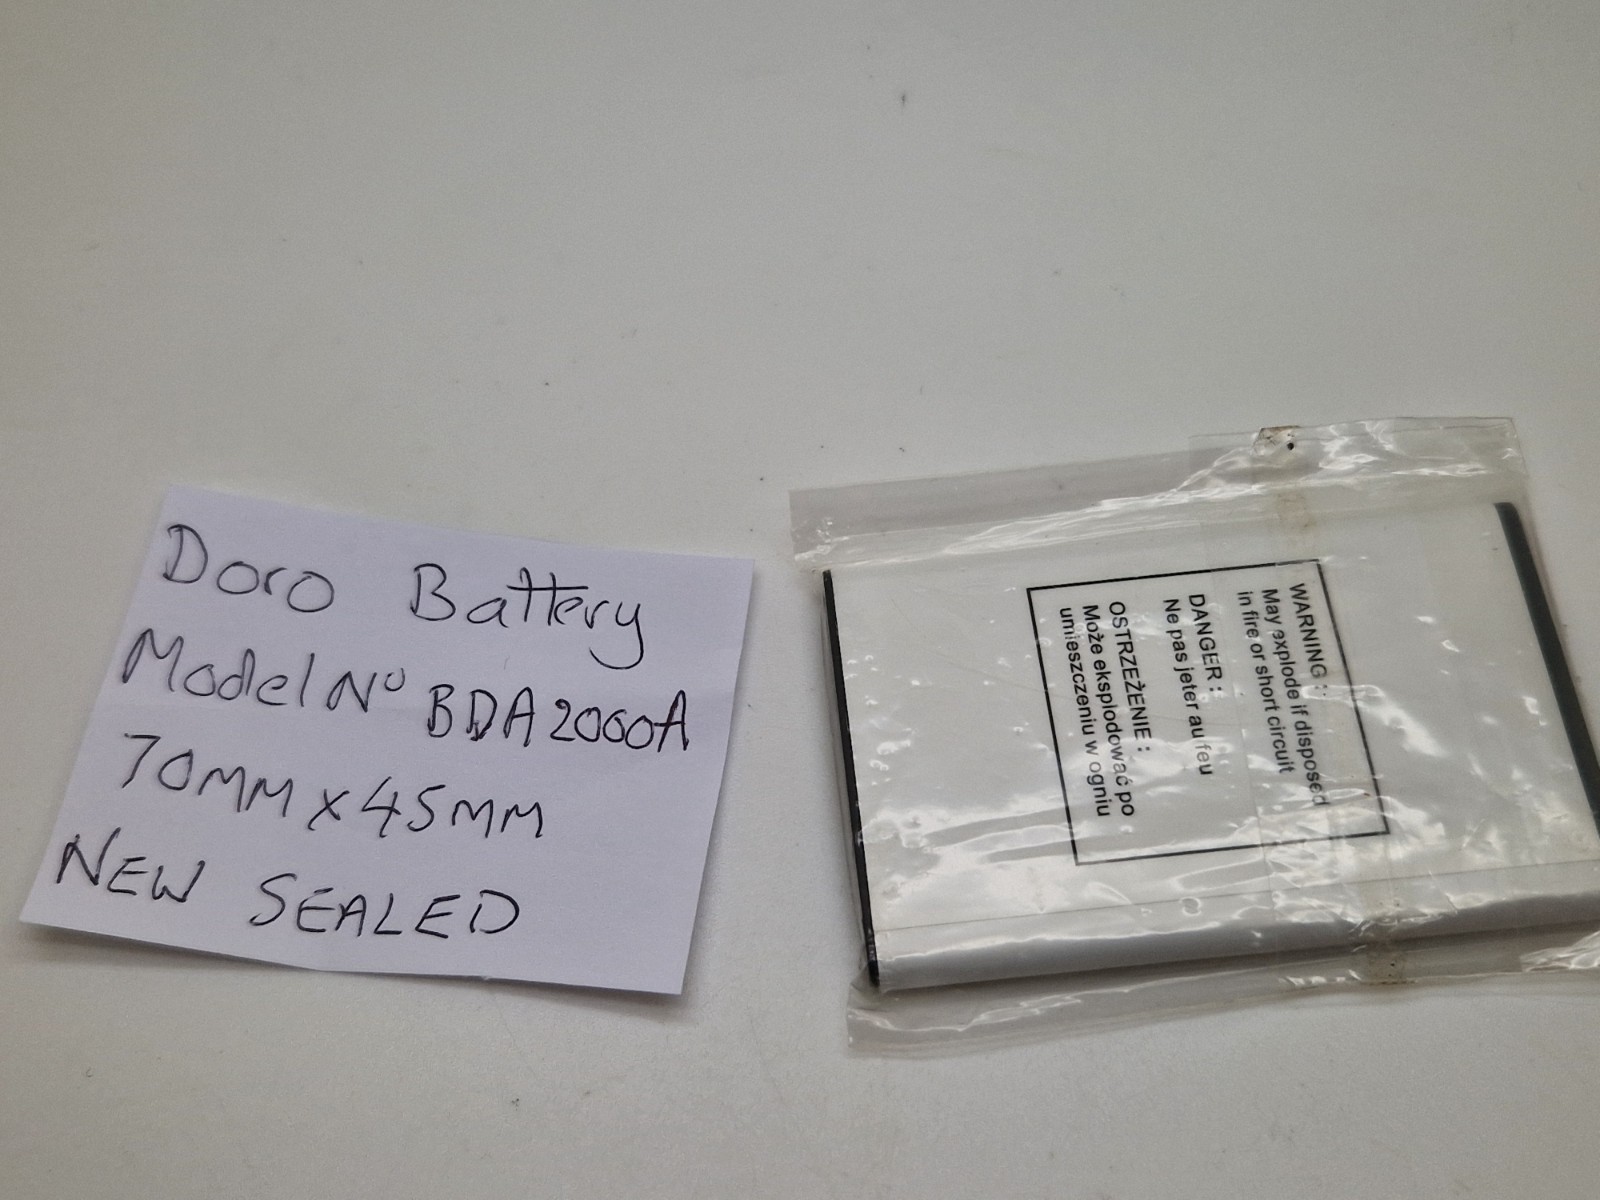 Doro Battery
Model No BDA2000A
70MM x 45MM
NEW SEALED
WARNING :
May explode if disposed
in fire or short circuit
DANGER :
Ne pas jeter au feu
OSTRZEŻENIE :
Może eksplodować po
umieszczeniu w ogniu